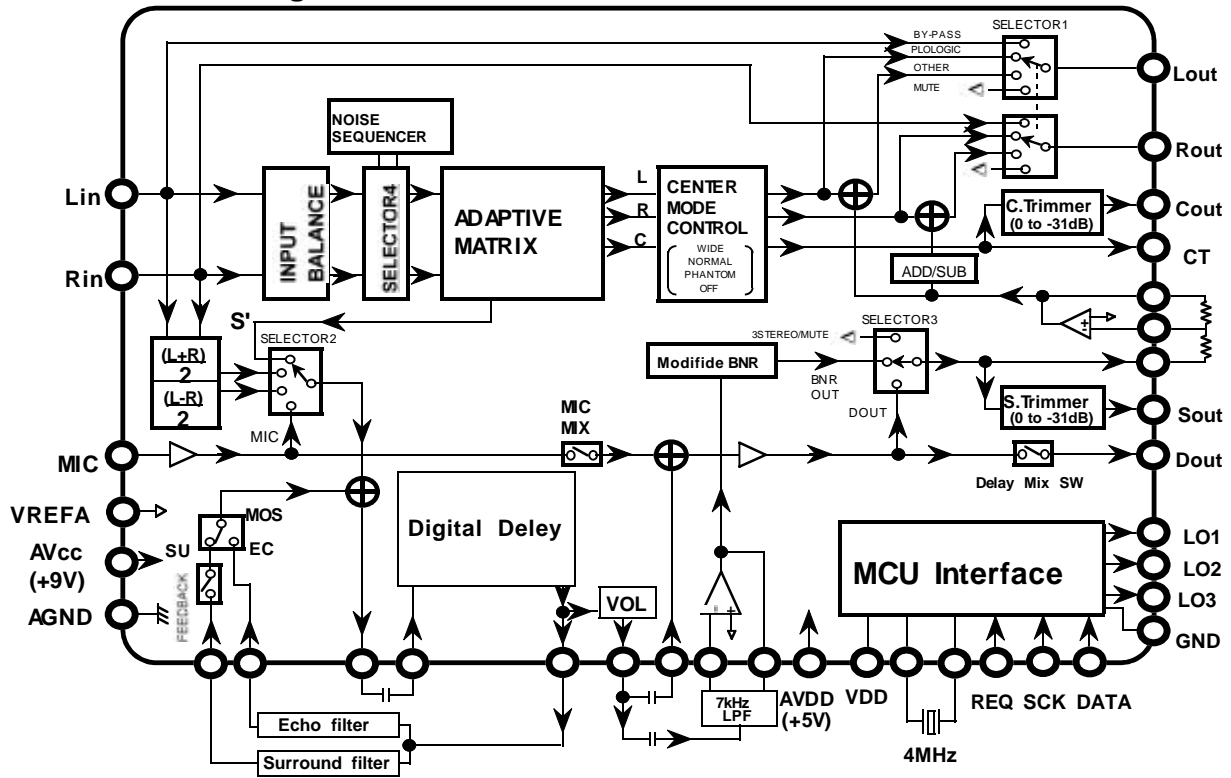 SELECTOR1
BY-PASS
PLOLOGIC
OTHER
MUTE
Lout
Rout
NOISE
SEQUENCER
Lin
Rin
INPUT
BALANCE
SELECTOR4
ADAPTIVE
MATRIX
L
R
C
CENTER
MODE
CONTROL
WIDE
NORMAL
PHANTOM
OFF
C.Trimmer
(0 to -31dB)
Cout
CT
ADD/SUB
S'
SELECTOR2
(L+R)
2
(L-R)
2
SELECTOR3
3STEREO/MUTE
Modifide BNR
BNR
OUT
DOUT
S.Trimmer
(0 to -31dB)
Sout
MIC
MIC
MIC
MIX
Delay Mix SW
Dout
VREFA
MOS
SU
EC
AVcc
(+9V)
FEEDBACK
AGND
Digital Deley
VOL
MCU Interface
LO1
LO2
LO3
GND
7kHz
LPF
AVDD
(+5V)
VDD
REQ SCK DATA
4MHz
Echo filter
Surround filter